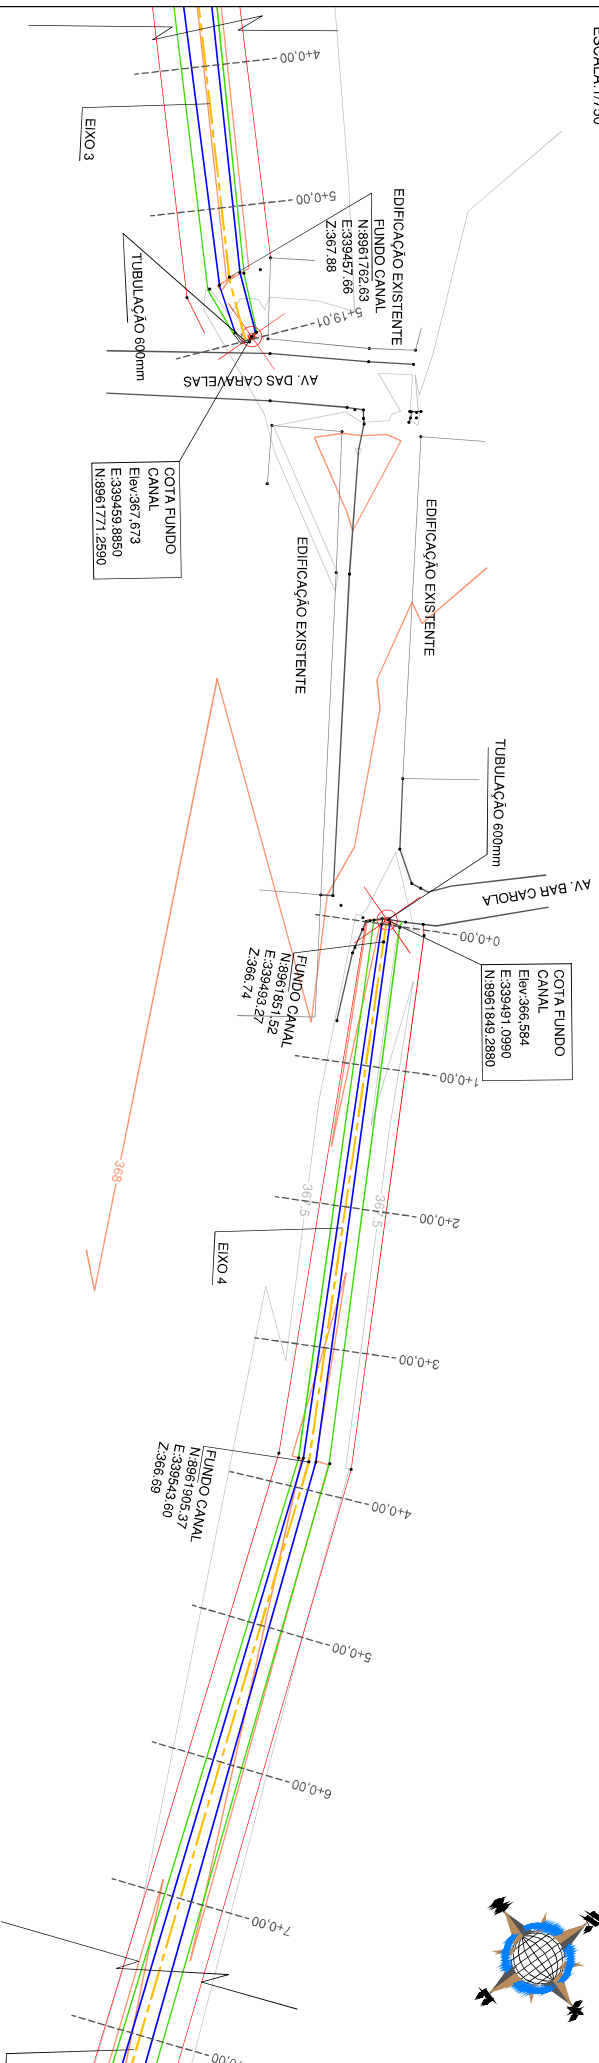 ESCALA:1/750
4+0,00
EIXO 3
5+0,00
EDIFICAÇÃO EXISTENTE
FUNDO CANAL
N:8961762.63
E:339457.66
Z:367.88
TUBULAÇÃO 600mm
5+19,01
AV. DAS CARAVELAS
COTA FUNDO
CANAL
Elev:367,673
E:339459.8850
N:8961771.2590
EDIFICAÇÃO EXISTENTE
EDIFICAÇÃO EXISTENTE
TUBULAÇÃO 600mm
AV. BAR CAROLA
0+0,00
COTA FUNDO
CANAL
Elev:366,584
E:339491.0990
N:8961849.2880
FUNDO CANAL
N:8961851.52
E:339493.27
Z:366.74
1+0,00
368
367.5
367.5
2+0,00
EIXO 4
3+0,00
FUNDO CANAL
N:8961905.37
E:339543.60
Z:366.69
4+0,00
5+0,00
6+0,00
7+0,00